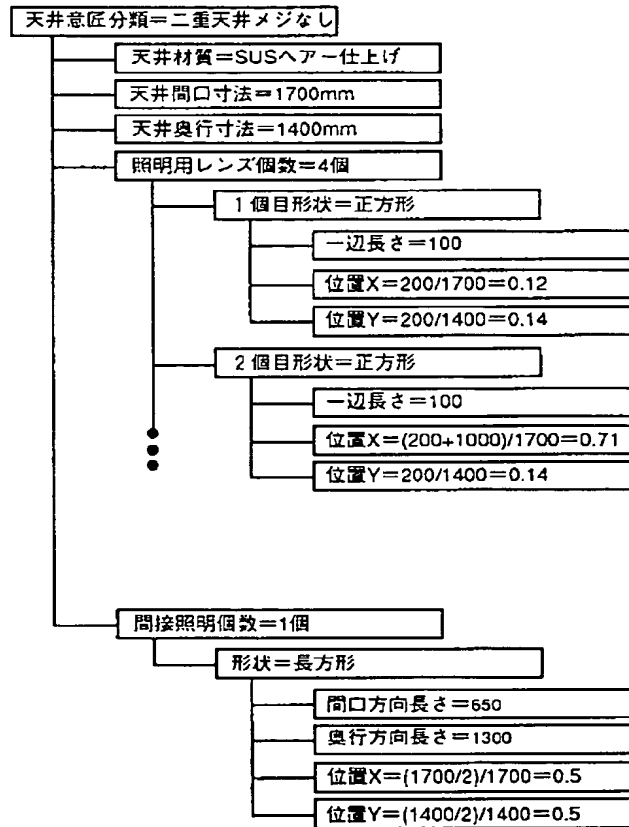 天井意匠分類=二重天井メジなし
天井材質=SUSヘアー仕上げ
天井間口寸法=1700mm
天井奥行寸法=1400mm
照明用レンズ個数=4個
1個目形状=正方形
一辺長さ=100
位置X=200/1700=0.12
位置Y=200/1400=0.14
2個目形状=正方形
一辺長さ=100
位置X=(200+1000)/1700=0.71
位置Y=200/1400=0.14
間接照明個数=1個
形状=長方形
間口方向長さ=650
奥行方向長さ=1300
位置X=(1700/2)/1700=0.5
位置Y=(1400/2)/1400=0.5